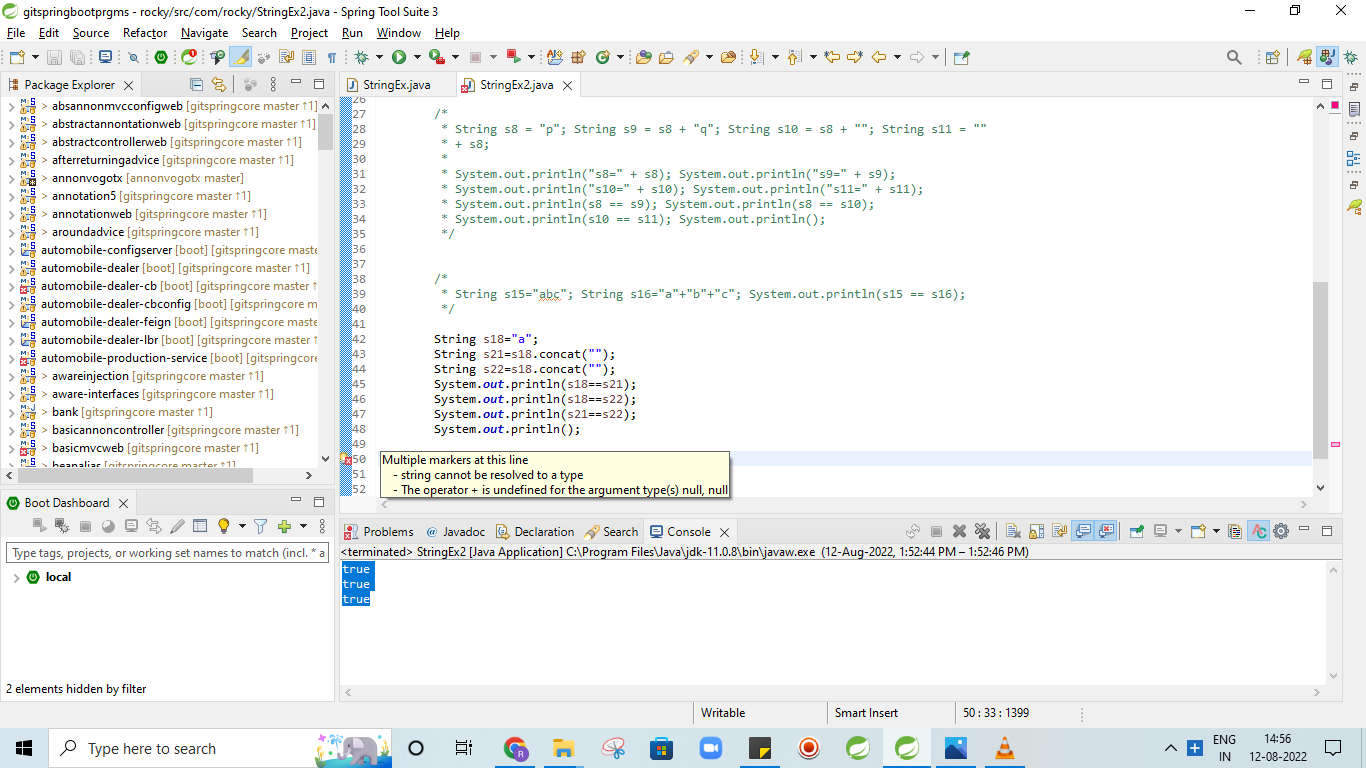 gitspringbootprgms - rocky/src/com/rocky/StringEx2.java - Spring Tool Suite 3
File Edit Source Refactor Navigate Search Project Run Window Help
Package Explorer
> absannonmvcconfigweb [gitspringcore master ↑1]
> abstractannontationweb [gitspringcore master ↑1]
> abstractcontrollerweb [gitspringcore master ↑1]
> afterreturningadvice [gitspringcore master ↑1]
> annonvogotx [annonvogotx master]
> annotation5 [gitspringcore master ↑1]
> annotationweb [gitspringcore master ↑1]
> aroundadvice [gitspringcore master ↑1]
automobile-configserver [boot] [gitspringcore maste
automobile-dealer [boot] [gitspringcore master ↑1]
automobile-dealer-cb [boot] [gitspringcore master ↑
automobile-dealer-cbconfig [boot] [gitspringcore m
automobile-dealer-feign [boot] [gitspringcore maste
automobile-dealer-lbr [boot] [gitspringcore master ↑
automobile-production-service [boot] [gitspringcore
> awareinjection [gitspringcore master ↑1]
> aware-interfaces [gitspringcore master ↑1]
> bank [gitspringcore master ↑1]
> basicannoncontroller [gitspringcore master ↑1]
> basicmvcweb [gitspringcore master ↑1]
> beanalias [gitspringcore master ↑1]
StringEx.java StringEx2.java
26
27 /*
28 * String s8 = "p"; String s9 = s8 + "q"; String s10 = s8 + ""; String s11 = ""
29 * + s8;
30 *
31 * System.out.println("s8=" + s8); System.out.println("s9=" + s9);
32 * System.out.println("s10=" + s10); System.out.println("s11=" + s11);
33 * System.out.println(s8 == s9); System.out.println(s8 == s10);
34 * System.out.println(s10 == s11); System.out.println();
35 */
36
37
38 /*
39 * String s15="abc"; String s16="a"+"b"+"c"; System.out.println(s15 == s16);
40 */
41
42 String s18="a";
43 String s21=s18.concat("");
44 String s22=s18.concat("");
45 System.out.println(s18==s21);
46 System.out.println(s18==s22);
47 System.out.println(s21==s22);
48 System.out.println();
49
50 Multiple markers at this line
51 - string cannot be resolved to a type
52 - The operator + is undefined for the argument type(s) null, null
Boot Dashboard
Type tags, projects, or working set names to match (incl. * a
local
2 elements hidden by filter
Problems @ Javadoc Declaration Search Console
<terminated> StringEx2 [Java Application] C:\Program Files\Java\jdk-11.0.8\bin\javaw.exe (12-Aug-2022, 1:52:44 PM – 1:52:46 PM)
true
true
true
Writable Smart Insert 50 : 33 : 1399
Type here to search
ENG
IN
14:56
12-08-2022